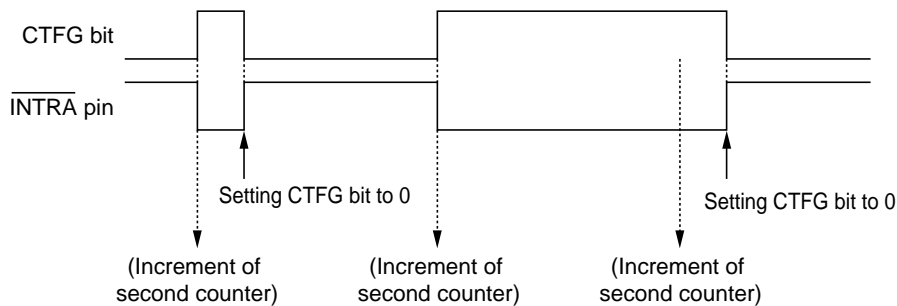 CTFG bit
INTRA pin
Setting CTFG bit to 0
Setting CTFG bit to 0
(Increment of
second counter)
(Increment of
second counter)
(Increment of
second counter)